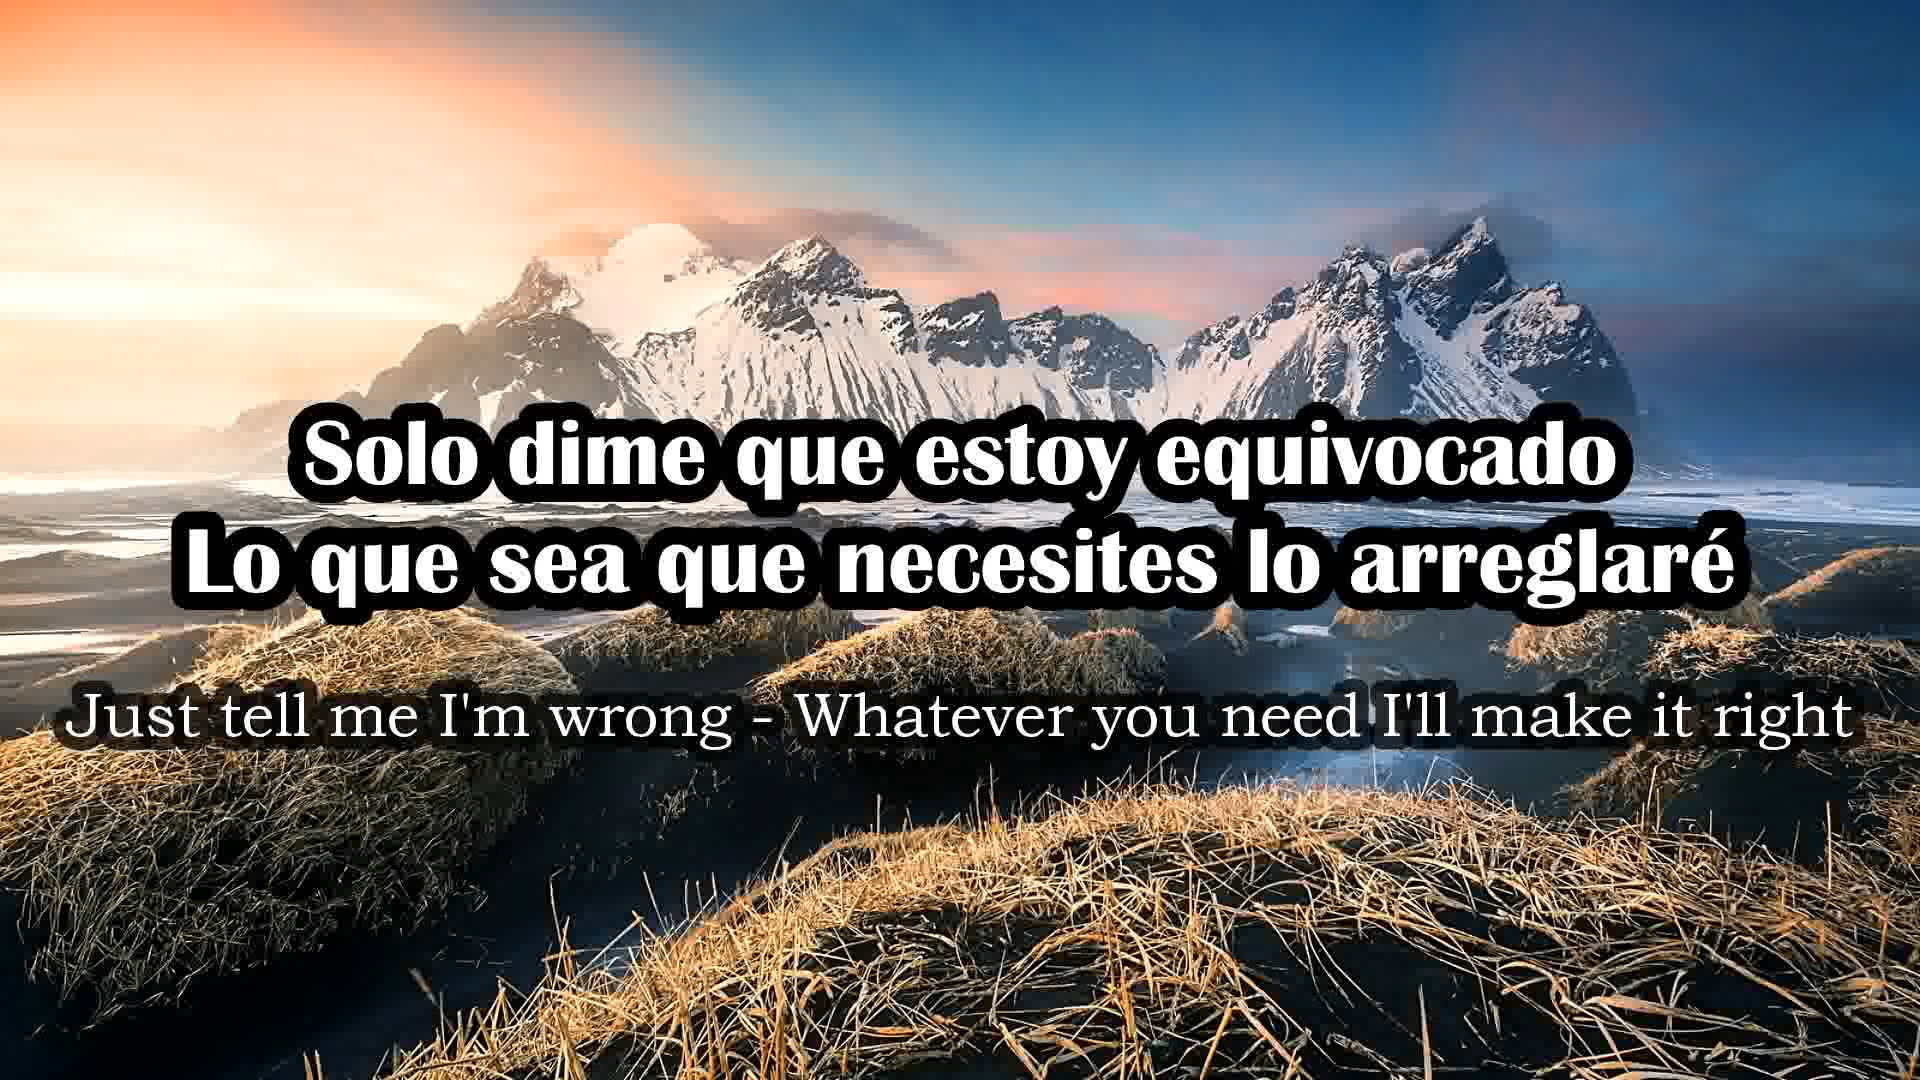 Solo dime que estoy equivocado
Lo que sea que necesites lo arreglaré
Just tell me I'm wrong - Whatever you need I'll make it right